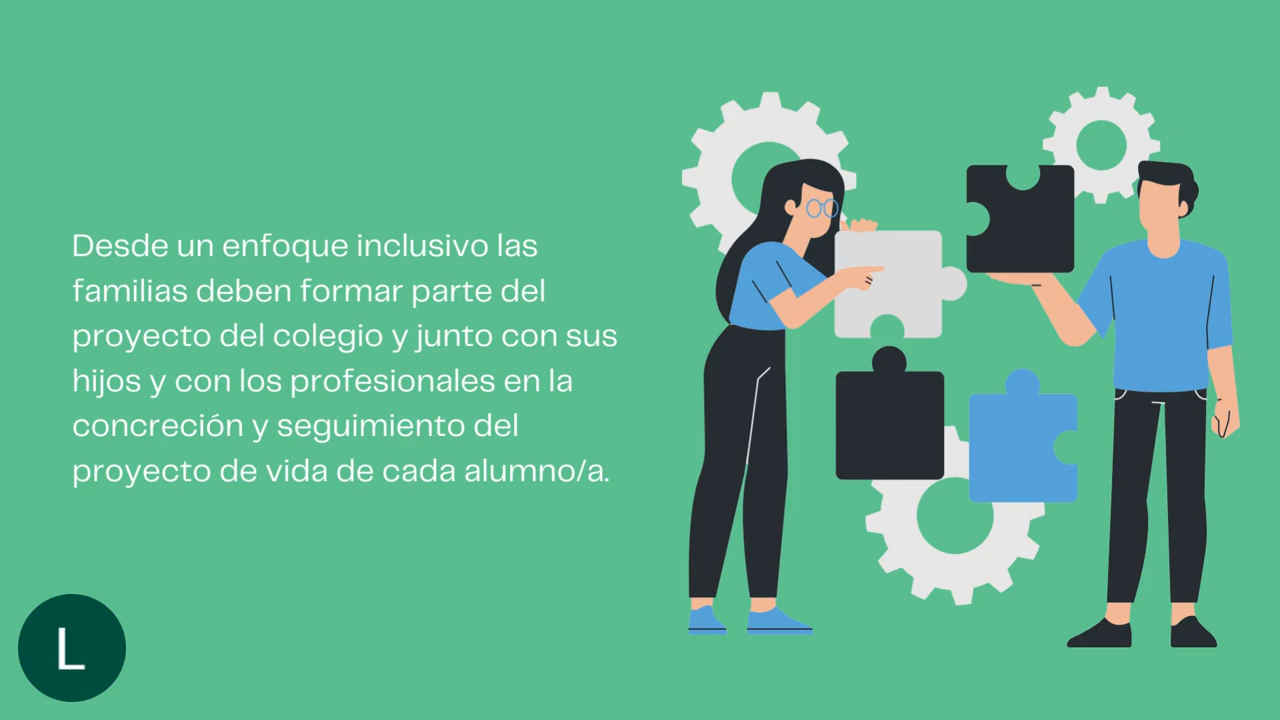 Desde un enfoque inclusivo las
familias deben formar parte del
proyecto del colegio y junto con sus
hijos y con los profesionales en la
concreción y seguimiento del
proyecto de vida de cada alumno/a.
L